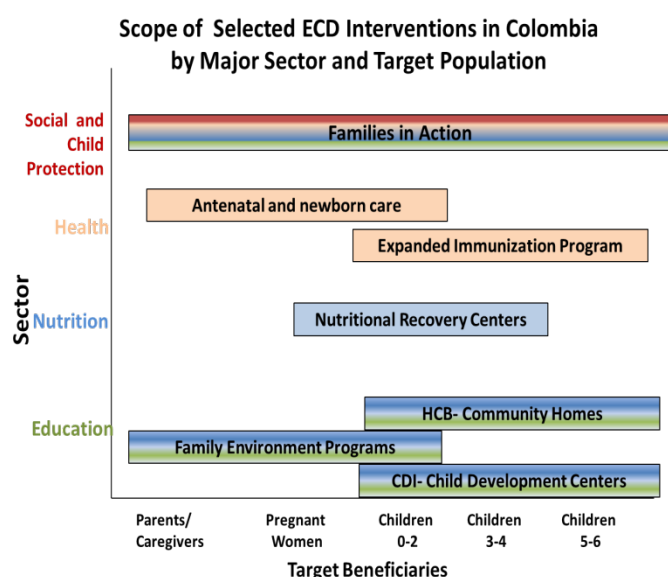 Scope of Selected ECD Interventions in Colombia
by Major Sector and Target Population
Social and
Child
Protection
Families in Action
Antenatal and newborn care
Health
Expanded Immunization Program
Sector
Nutrition
Nutritional Recovery Centers
HCB- Community Homes
Education
Family Environment Programs
CDI- Child Development Centers
Parents/
Caregivers
Pregnant
Women
Children
0-2
Children
3-4
Children
5-6
Target Beneficiaries